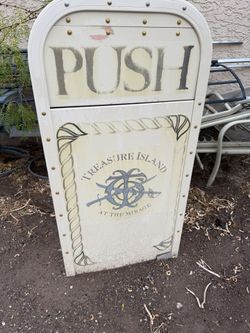 PUSH
TREASURE ISLAND
AT THE MIRAGE